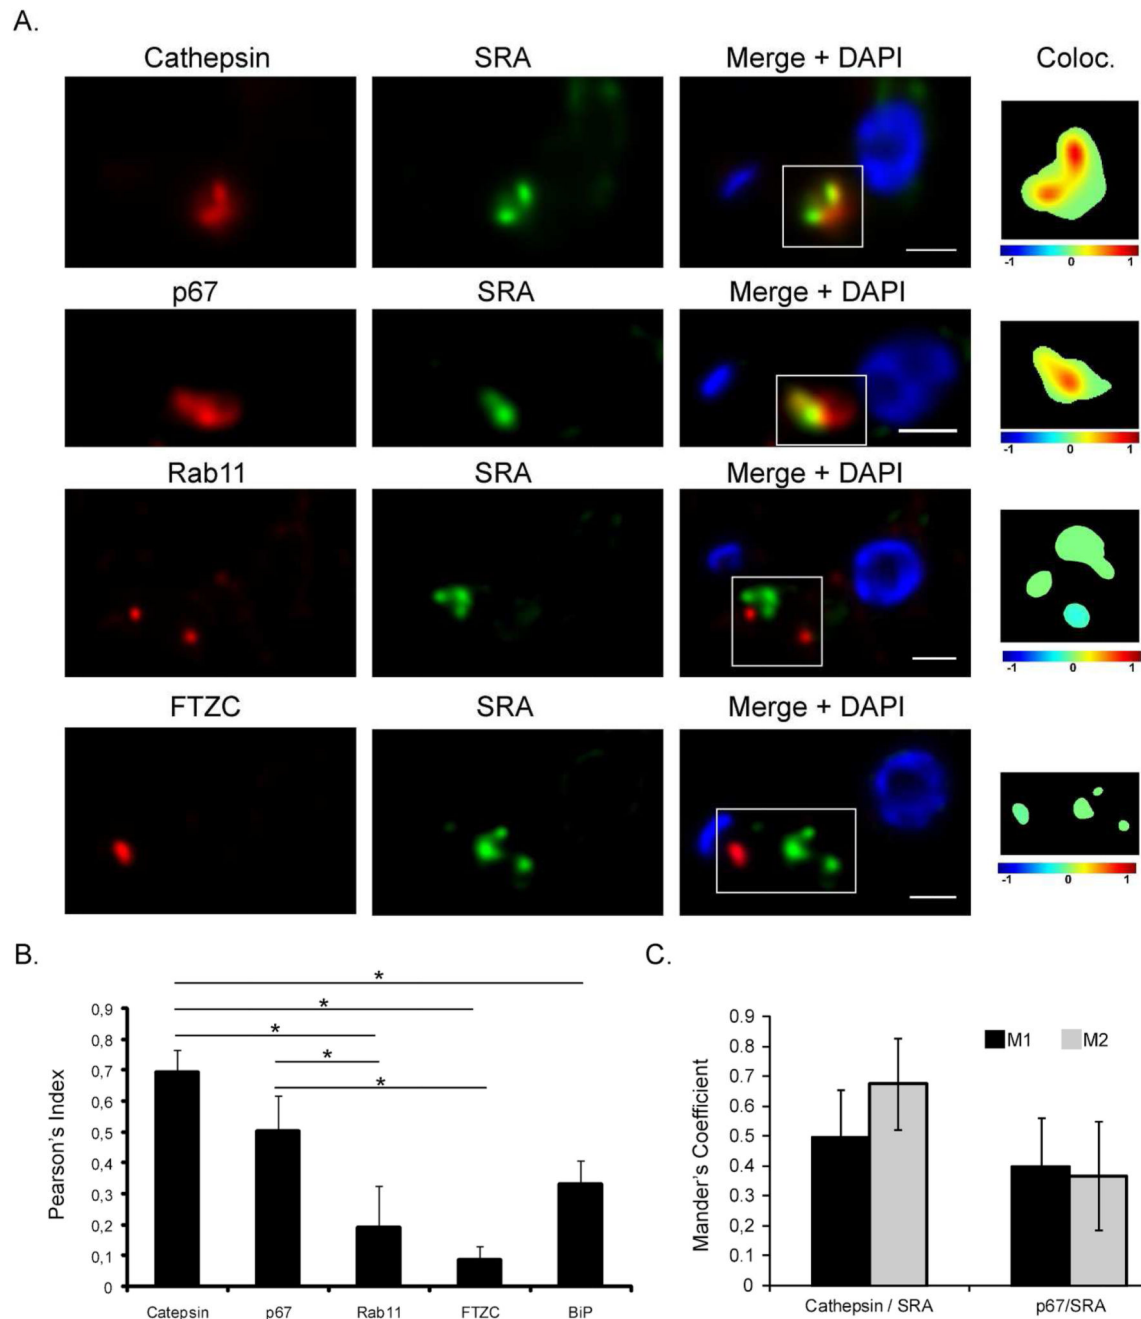 A.
Cathepsin SRA Merge + DAPI Coloc.
-1 0 1
p67 SRA Merge + DAPI
-1 0 1
Rab11 SRA Merge + DAPI
-1 0 1
FTZC SRA Merge + DAPI
-1 0 1
B.
Pearson's Index
0,9
0,8
0,7
0,6
0,5
0,4
0,3
0,2
0,1
0
*
*
*
*
*
Catepsin p67 Rab11 FTZC BiP
C.
Mander's Coefficient
0.9
0.8
0.7
0.6
0.5
0.4
0.3
0,2
0.1
0
M1 M2
Cathepsin / SRA p67/SRA